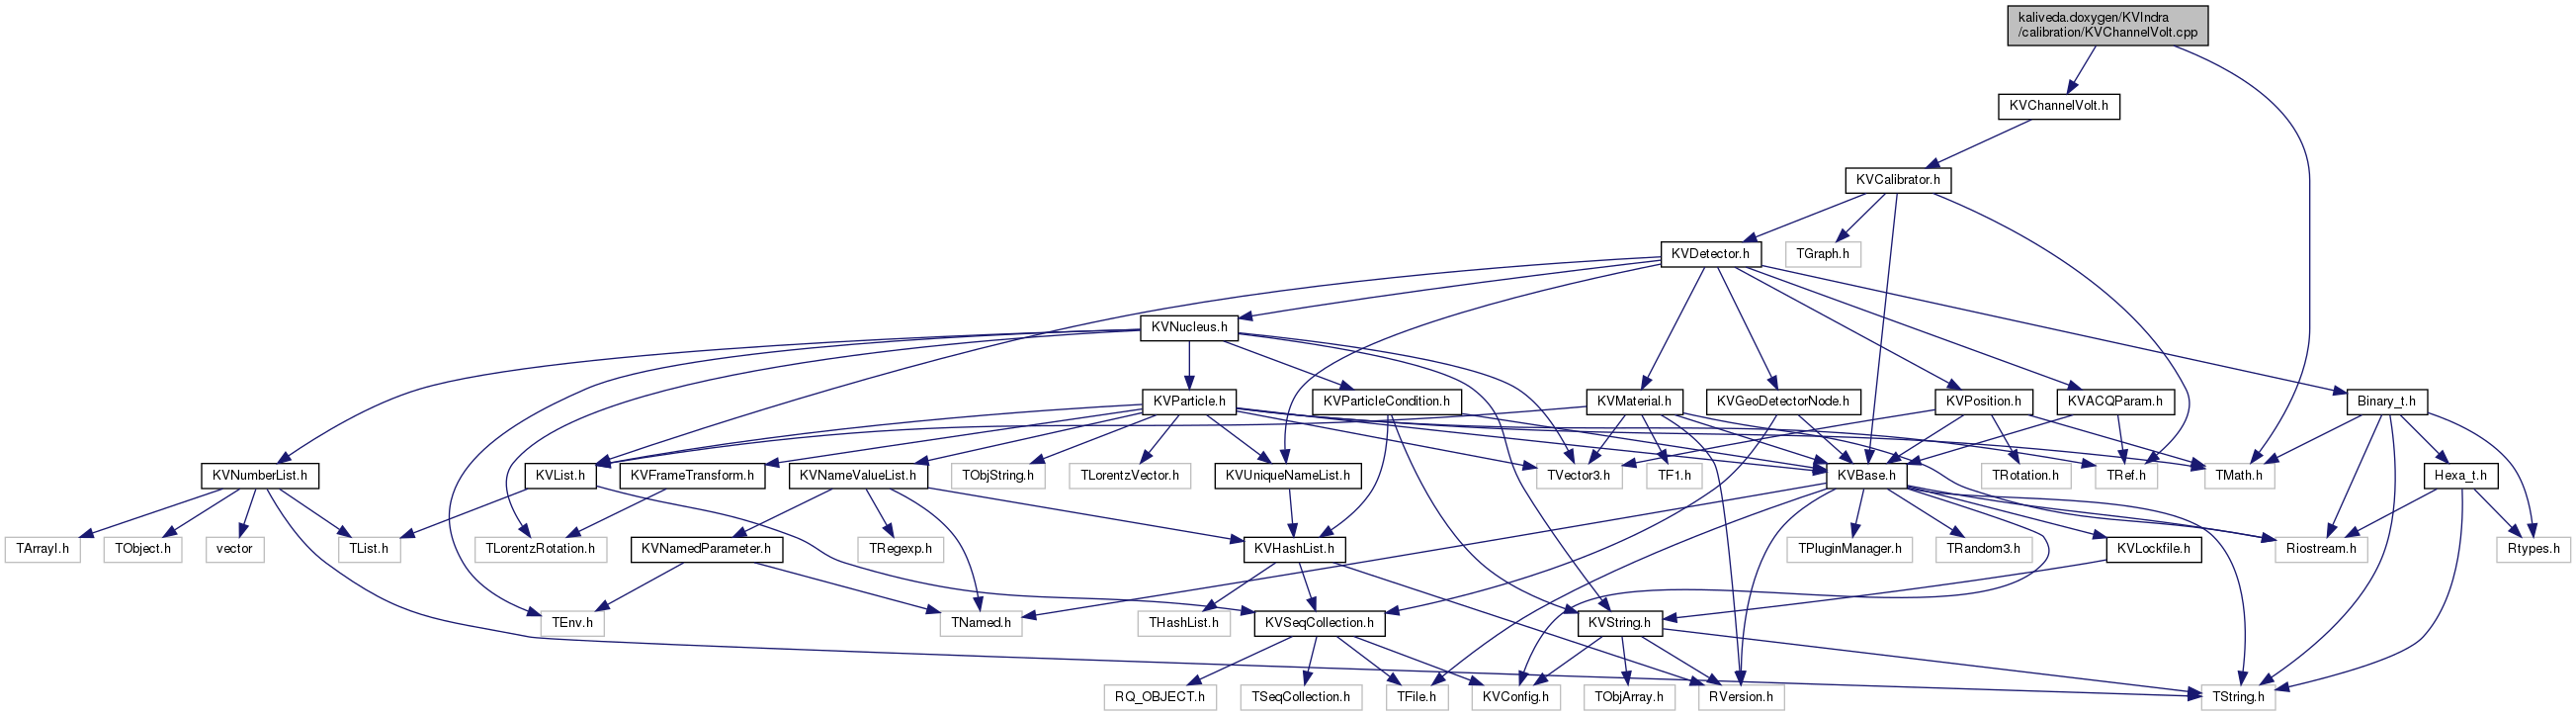 kaliveda.doxygen/KVIndra
/calibration/KVChannelVolt.cpp
KVChannelVolt.h
KVCalibrator.h
KVDetector.h
TGraph.h
KVNucleus.h
KVParticle.h
KVParticleCondition.h
KVMaterial.h
KVGeoDetectorNode.h
KVPosition.h
KVACQParam.h
Binary_t.h
KVNumberList.h
KVList.h
KVFrameTransform.h
KVNameValueList.h
TObjString.h
TLorentzVector.h
KVUniqueNameList.h
TVector3.h
TF1.h
KVBase.h
TRotation.h
TRef.h
TMath.h
Hexa_t.h
TArrayI.h
TObject.h
vector
TList.h
TLorentzRotation.h
KVNamedParameter.h
TRegexp.h
KVHashList.h
TPluginManager.h
TRandom3.h
KVLockfile.h
Riostream.h
Rtypes.h
TEnv.h
TNamed.h
THashList.h
KVSeqCollection.h
KVString.h
RQ_OBJECT.h
TSeqCollection.h
TFile.h
KVConfig.h
TObjArray.h
RVersion.h
TString.h